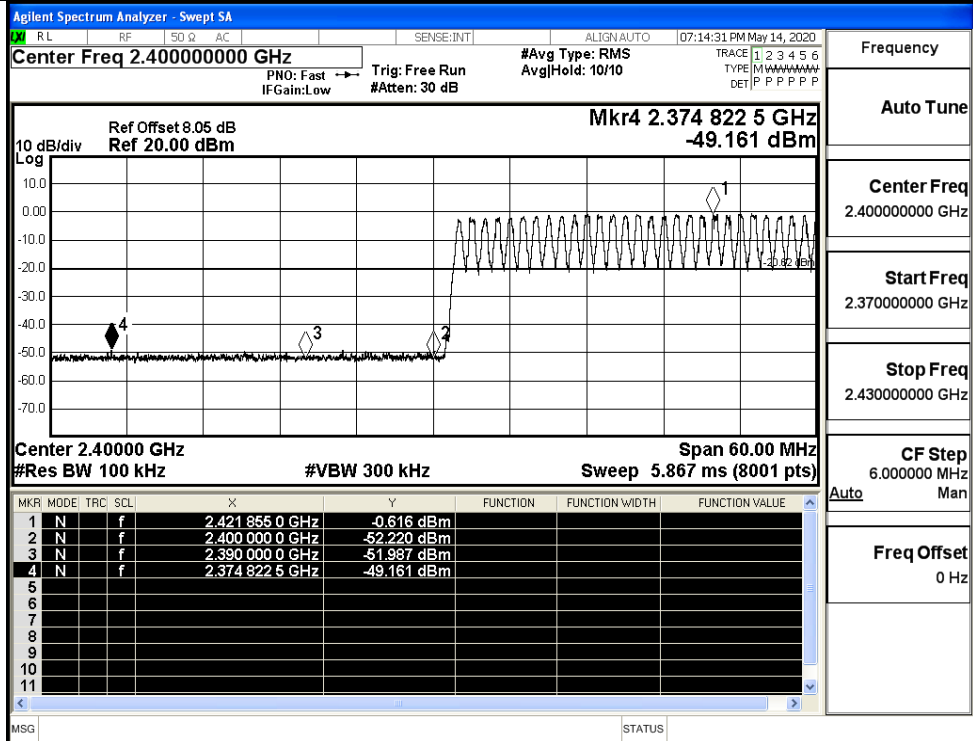 Agilent Spectrum Analyzer - Swept SA
LXI RL RF 50 Ω AC SENSE:INT ALIGN AUTO 07:14:31 PM May 14, 2020
Center Freq 2.400000000 GHz
#Avg Type: RMS
TRACE 1 2 3 4 5 6
PNO: Fast
Trig: Free Run
Avg|Hold: 10/10
TYPE M WWWWW
IFGain:Low
#Atten: 30 dB
DET P P P P P P
Mkr4 2.374 822 5 GHz
-49.161 dBm
Ref Offset 8.05 dB
10 dB/div Ref 20.00 dBm
Log
10.0
0.00
-10.0
-20.0
-30.0
-40.0
-50.0
-60.0
-70.0
1
2
3
4
-20.62 dBm
Center 2.40000 GHz Span 60.00 MHz
#Res BW 100 kHz #VBW 300 kHz Sweep 5.867 ms (8001 pts)
MKR MODE TRC SCL X Y FUNCTION FUNCTION WIDTH FUNCTION VALUE
1 N f 2.421 855 0 GHz -0.616 dBm
2 N f 2.400 000 0 GHz -52.220 dBm
3 N f 2.390 000 0 GHz -51.987 dBm
4 N f 2.374 822 5 GHz -49.161 dBm
5
6
7
8
9
10
11
MSG STATUS
Frequency
Auto Tune
Center Freq
2.400000000 GHz
Start Freq
2.370000000 GHz
Stop Freq
2.430000000 GHz
CF Step
6.000000 MHz
Auto Man
Freq Offset
0 Hz